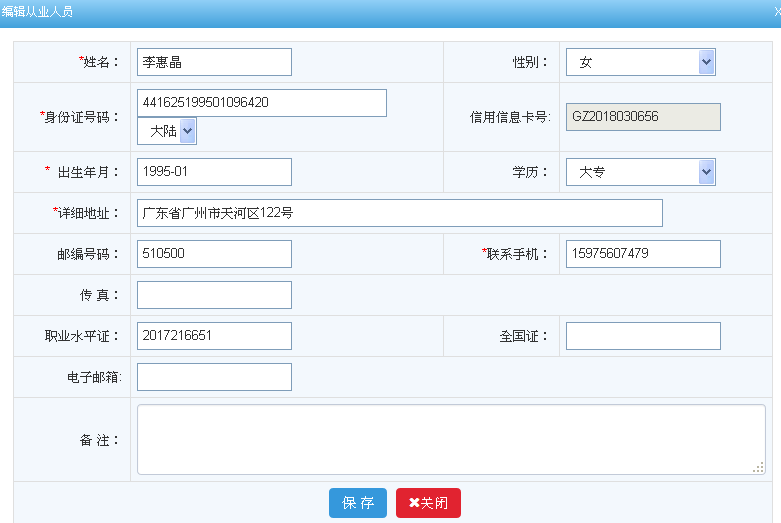 编辑从业人员
*姓名： 李惠晶 性别： 女
*身份证号码： 441625199501096420 大陆 信用信息卡号: GZ2018030656
* 出生年月： 1995-01 学历： 大专
*详细地址： 广东省广州市天河区122号
邮编号码： 510500 *联系手机： 15975607479
传 真：
职业水平证： 2017216651 全国证：
电子邮箱:
备 注：
保 存 ✖关闭